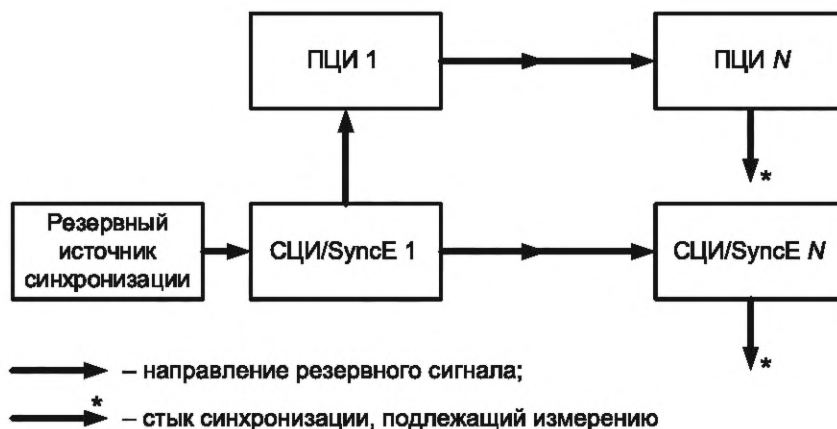 ПЦИ 1
ПЦИ N
*
Резервный
источник
синхронизации
СЦИ/SyncE 1
СЦИ/SyncE N
*
– направление резервного сигнала;
*
– стык синхронизации, подлежащий измерению